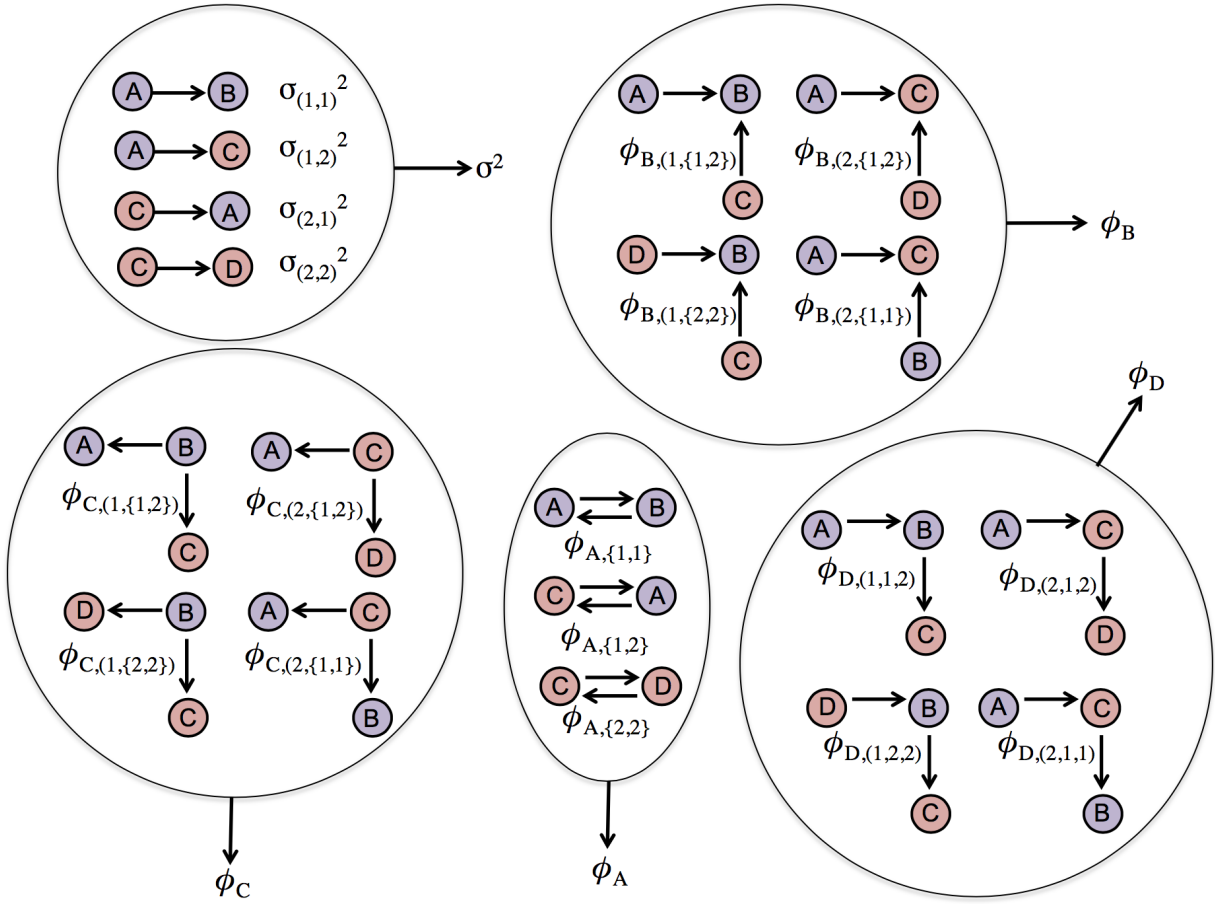 A B σ(1,1)²
A C σ(1,2)²
C A σ(2,1)²
C D σ(2,2)²
σ²
A B A C
ϕB,(1,{1,2}) ϕB,(2,{1,2})
C D
D B A C
ϕB,(1,{2,2}) ϕB,(2,{1,1})
C B
ϕB
A B A C
ϕC,(1,{1,2}) ϕC,(2,{1,2})
C D
D B A C
ϕC,(1,{2,2}) ϕC,(2,{1,1})
C B
ϕC
A B
ϕA,{1,1}
C A
ϕA,{1,2}
C D
ϕA,{2,2}
ϕA
ϕD
A B A C
ϕD,(1,1,2) ϕD,(2,1,2)
C D
D B A C
ϕD,(1,2,2) ϕD,(2,1,1)
C B